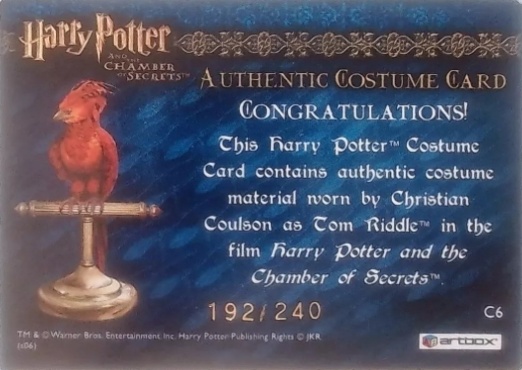 Harry Potter
AND THE
CHAMBER
OF SECRETS™
AUTHENTIC COSTUME CARD
CONGRATULATIONS!
This Harry Potter™ Costume
Card contains authentic costume
material worn by Christian
Coulson as Tom Riddle™ in the
film Harry Potter and the
Chamber of Secrets™.
192/240
C6
TM & © Warner Bros. Entertainment Inc. Harry Potter Publishing Rights © JKR.
(s06)
artbox